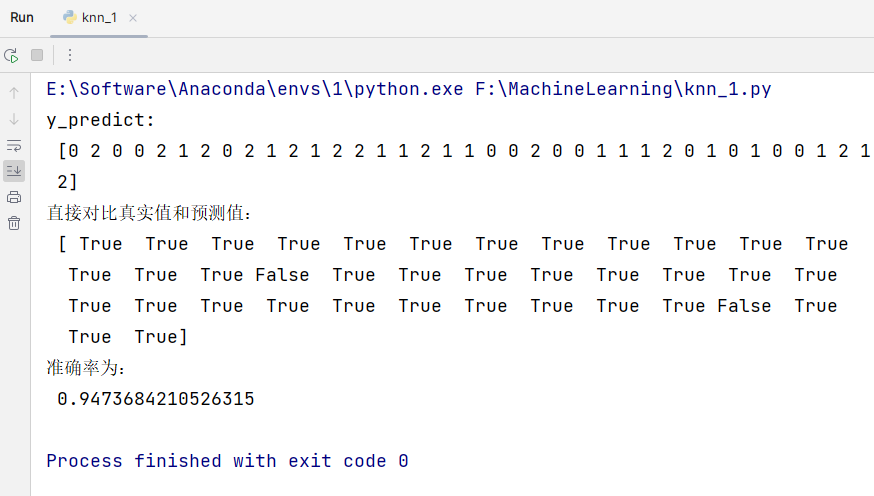 Run knn_1
E:\Software\Anaconda\envs\1\python.exe F:\MachineLearning\knn_1.py
y_predict:
[0 2 0 0 2 1 2 0 2 1 2 1 2 2 1 1 2 1 1 0 0 2 0 0 1 1 1 2 0 1 0 1 0 0 1 2 1
2]
直接对比真实值和预测值:
[ True True True True True True True True True True True True
True True True False True True True True True True True True
True True True True True True True True True True False True
True True]
准确率为:
0.9473684210526315
Process finished with exit code 0